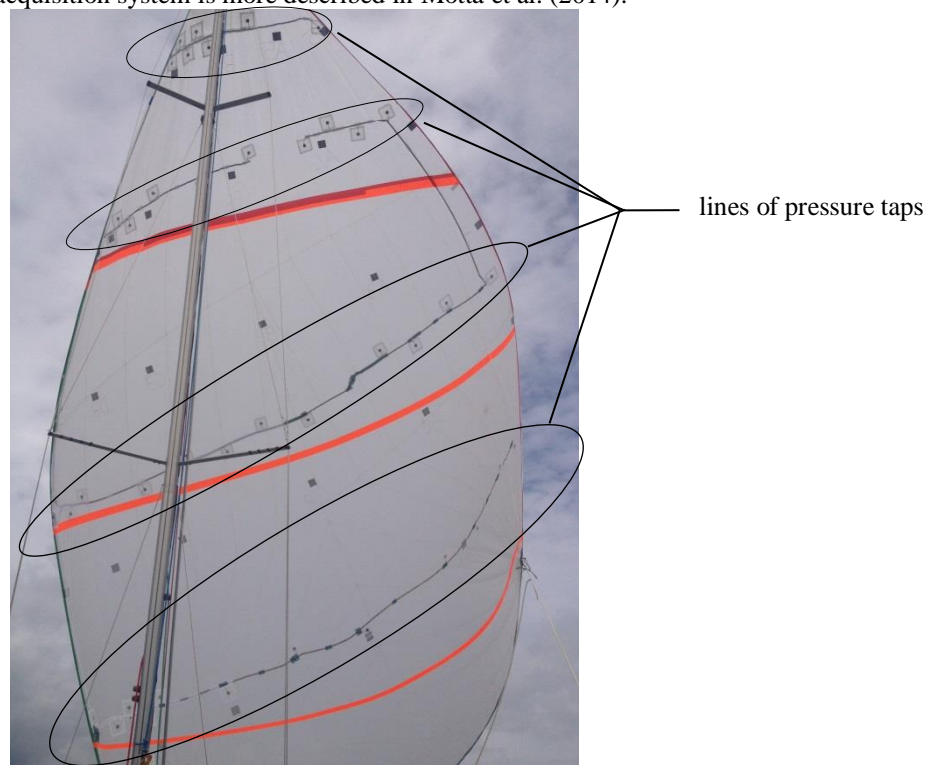 acquisition system is more described in Motta et al. (2014).
lines of pressure taps